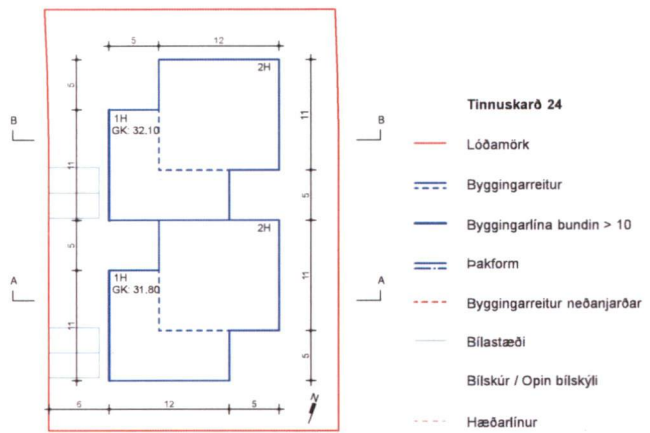 5 12
2H
5
B
1H
GK: 32.10
11
11
B
5
5
2H
A
1H
GK: 31.80
11
11
A
5
6 12 5
N
Tinnuskarð 24
Lóðamörk
Byggingarreitur
Byggingarlína bundin > 10
Þakform
Byggingarreitur neðanjarðar
Bílastæði
Bílskúr / Opin bílskýli
Hæðarlínur